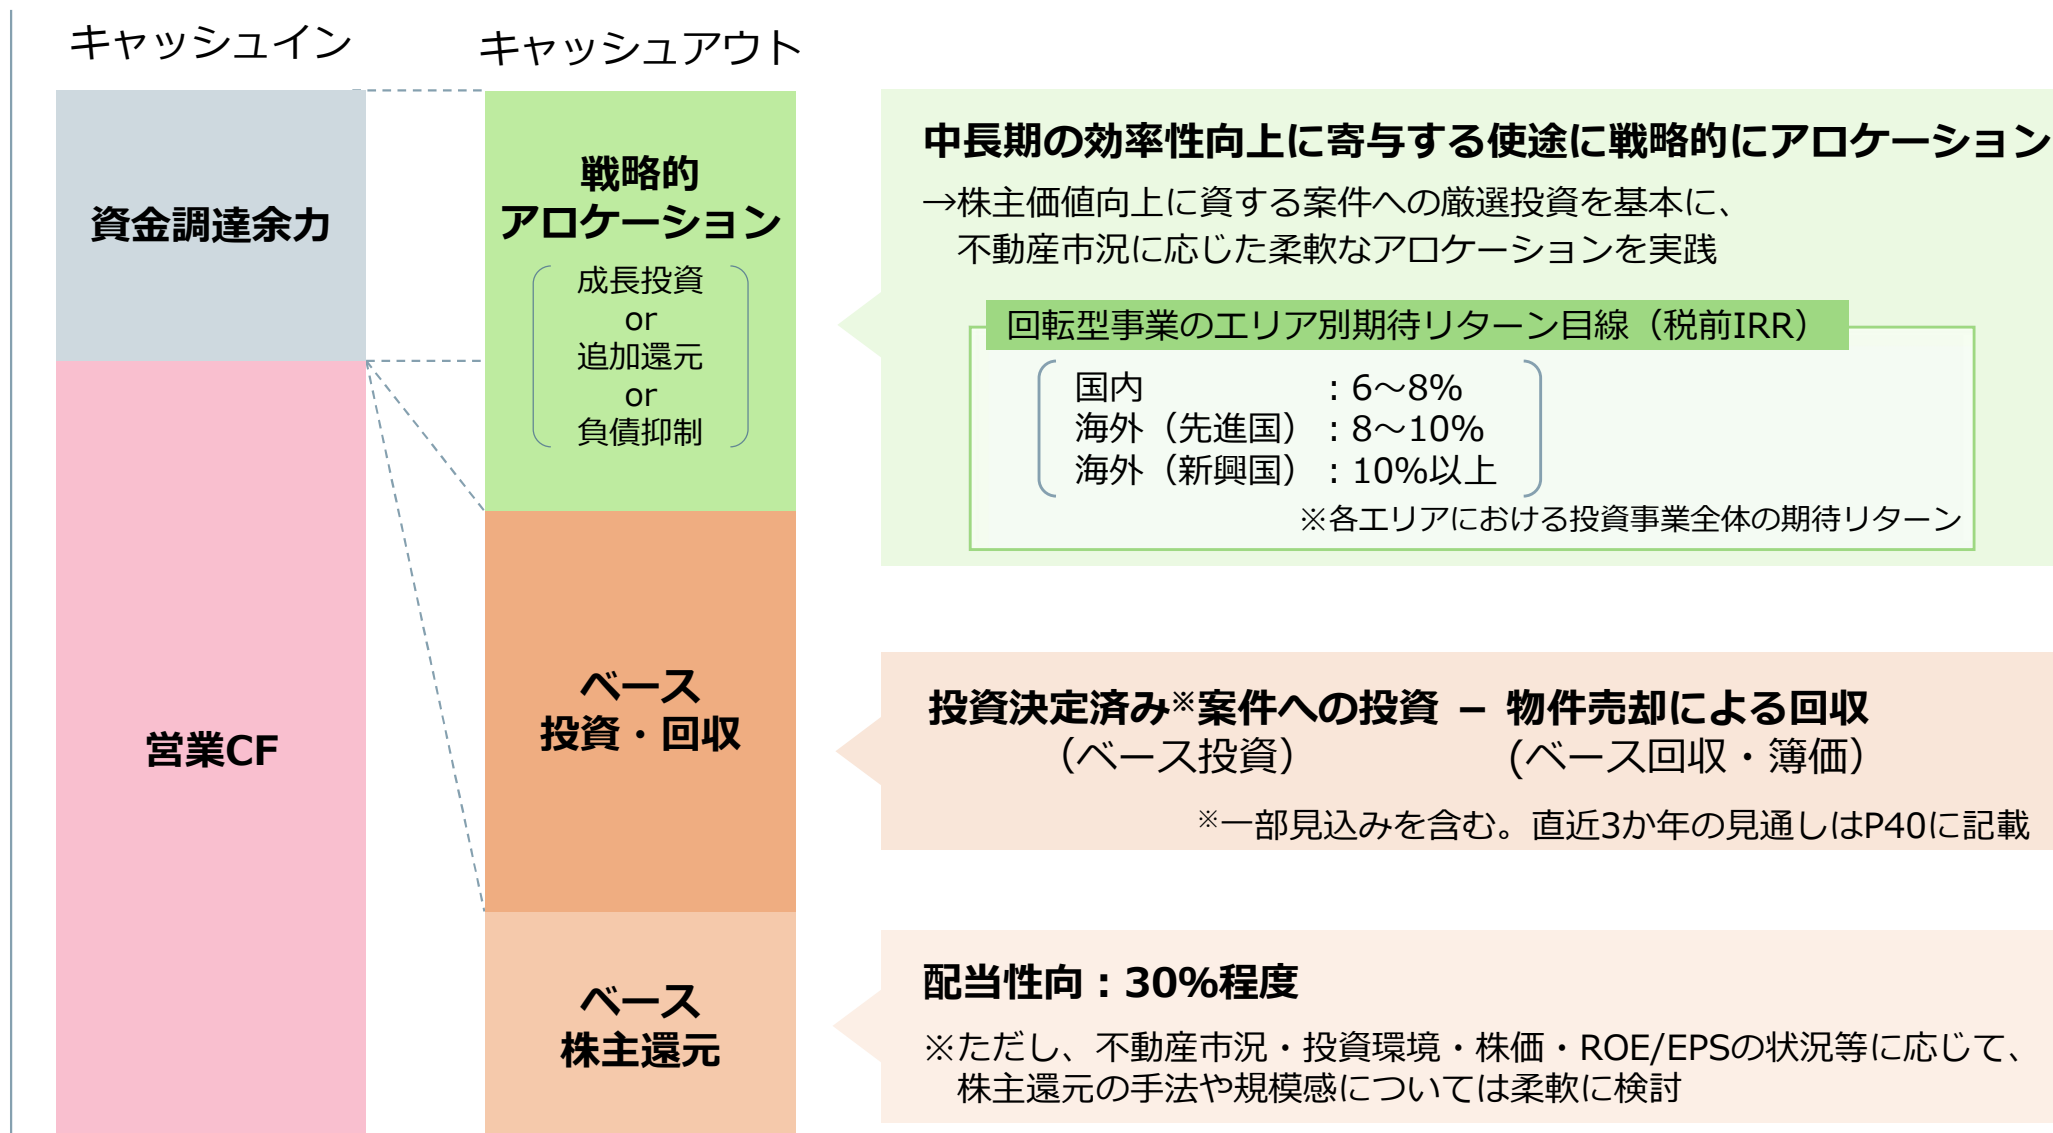 キャッシュイン
キャッシュアウト
資金調達余力
営業CF
戦略的
アロケーション
成長投資
or
追加還元
or
負債抑制
ベース
投資・回収
ベース
株主還元
中長期の効率性向上に寄与する使途に戦略的にアロケーション
→株主価値向上に資する案件への厳選投資を基本に、
不動産市況に応じた柔軟なアロケーションを実践
回転型事業のエリア別期待リターン目線（税前IRR）
国内 ：6～8%
海外（先進国）：8～10%
海外（新興国）：10%以上
※各エリアにおける投資事業全体の期待リターン
投資決定済み※案件への投資 － 物件売却による回収
（ベース投資） (ベース回収・簿価）
※一部見込みを含む。直近3か年の見通しはP40に記載
配当性向：30%程度
※ただし、不動産市況・投資環境・株価・ROE/EPSの状況等に応じて、
株主還元の手法や規模感については柔軟に検討